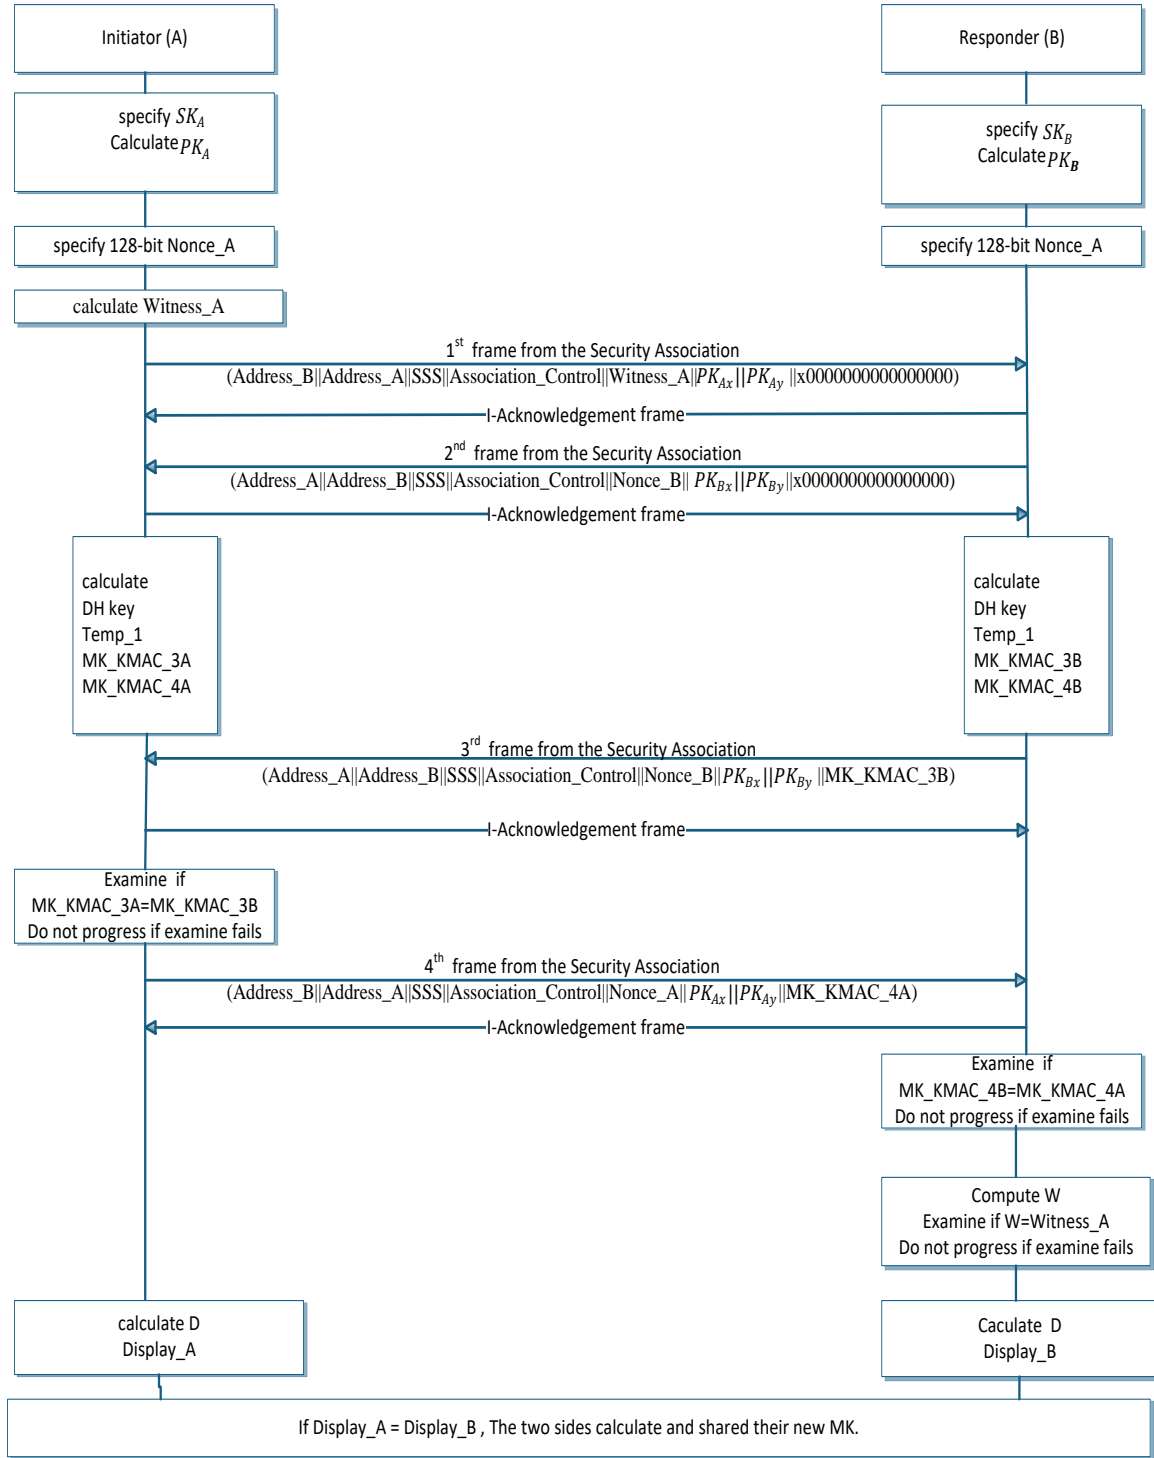 Initiator (A)
Responder (B)
specify SK_A
Calculate PK_A
specify SK_B
Calculate PK_B
specify 128-bit Nonce_A
specify 128-bit Nonce_A
calculate Witness_A
1st frame from the Security Association
(Address_B||Address_A||SSS||Association_Control||Witness_A||PK_Ax||PK_Ay ||x0000000000000000)
I-Acknowledgement frame
2nd frame from the Security Association
(Address_A||Address_B||SSS||Association_Control||Nonce_B|| PK_Bx||PK_By||x0000000000000000)
I-Acknowledgement frame
calculate
DH key
Temp_1
MK_KMAC_3A
MK_KMAC_4A
calculate
DH key
Temp_1
MK_KMAC_3B
MK_KMAC_4B
3rd frame from the Security Association
(Address_A||Address_B||SSS||Association_Control||Nonce_B||PK_Bx||PK_By ||MK_KMAC_3B)
I-Acknowledgement frame
Examine if
MK_KMAC_3A=MK_KMAC_3B
Do not progress if examine fails
4th frame from the Security Association
(Address_B||Address_A||SSS||Association_Control||Nonce_A||PK_Ax||PK_Ay||MK_KMAC_4A)
I-Acknowledgement frame
Examine if
MK_KMAC_4B=MK_KMAC_4A
Do not progress if examine fails
Compute W
Examine if W=Witness_A
Do not progress if examine fails
calculate D
Display_A
Caculate D
Display_B
If Display_A = Display_B , The two sides calculate and shared their new MK.